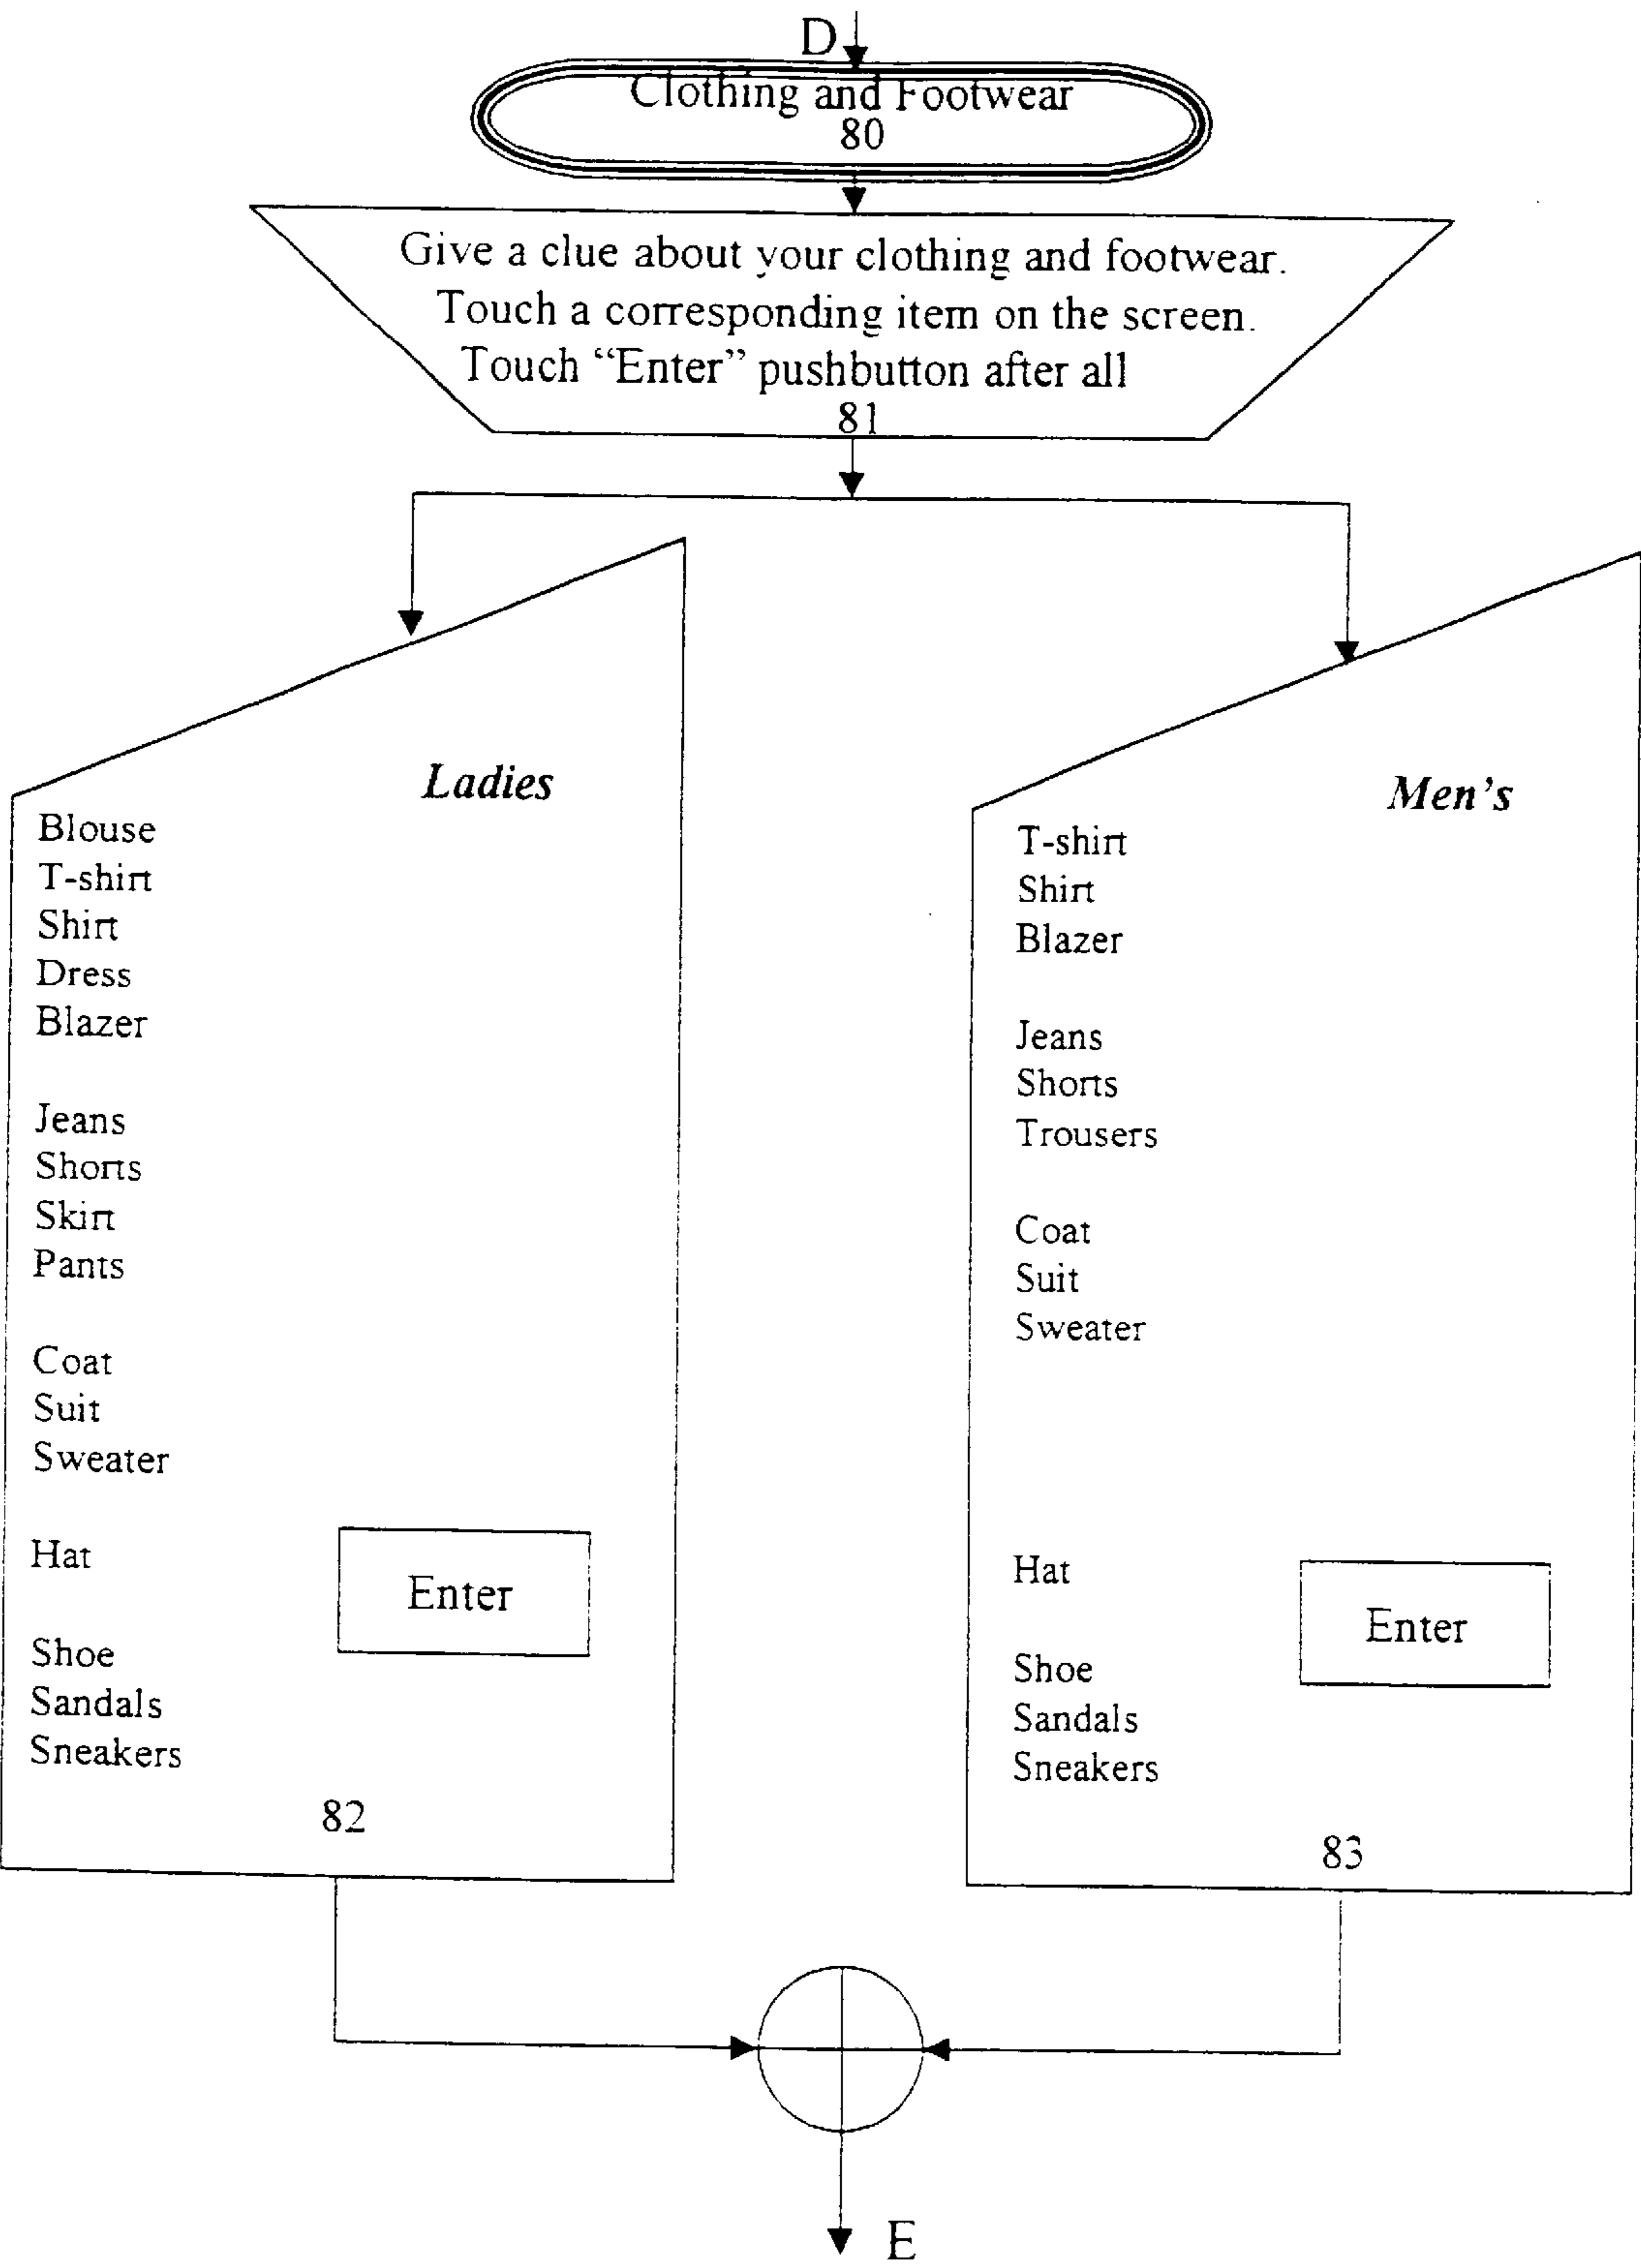 D
Clothing and Footwear
80
Give a clue about your clothing and footwear.
Touch a corresponding item on the screen.
Touch “Enter” pushbutton after all
81
Ladies
Blouse
T-shirt
Shirt
Dress
Blazer
Jeans
Shorts
Skirt
Pants
Coat
Suit
Sweater
Hat
Enter
Shoe
Sandals
Sneakers
82
Men’s
T-shirt
Shirt
Blazer
Jeans
Shorts
Trousers
Coat
Suit
Sweater
Hat
Enter
Shoe
Sandals
Sneakers
83
E